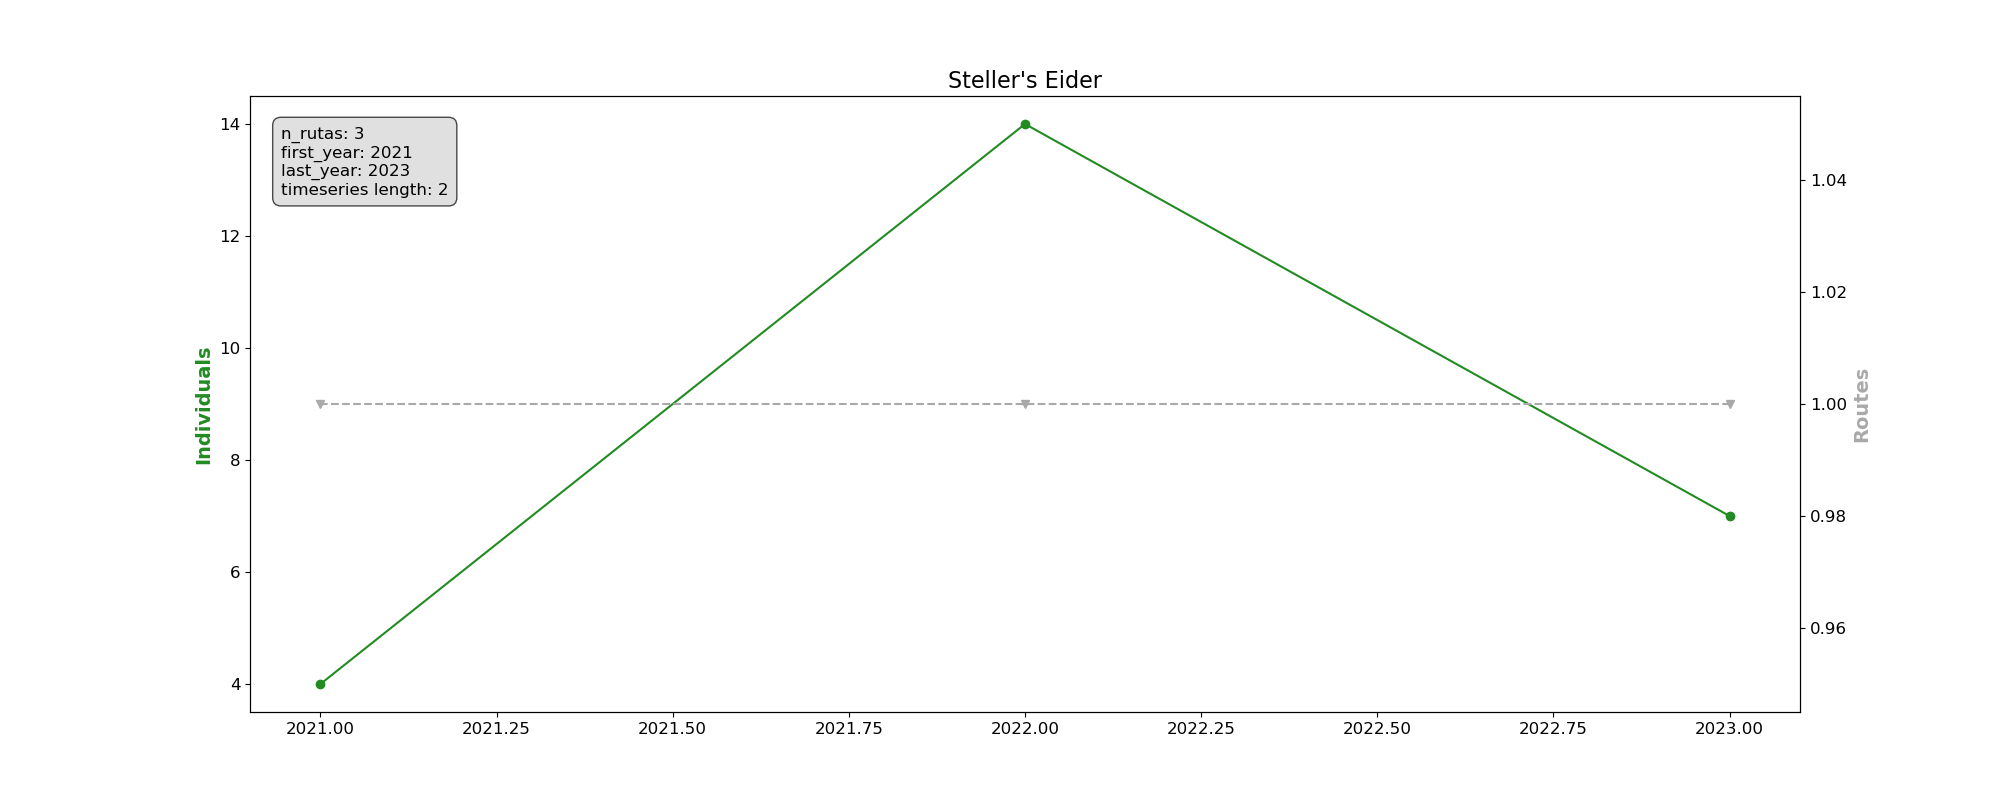 Steller's Eider
n_rutas: 3
first_year: 2021
last_year: 2023
timeseries length: 2
14
12
10
8
6
4
Individuals
1.04
1.02
1.00
0.98
0.96
Routes
2021.00 2021.25 2021.50 2021.75 2022.00 2022.25 2022.50 2022.75 2023.00